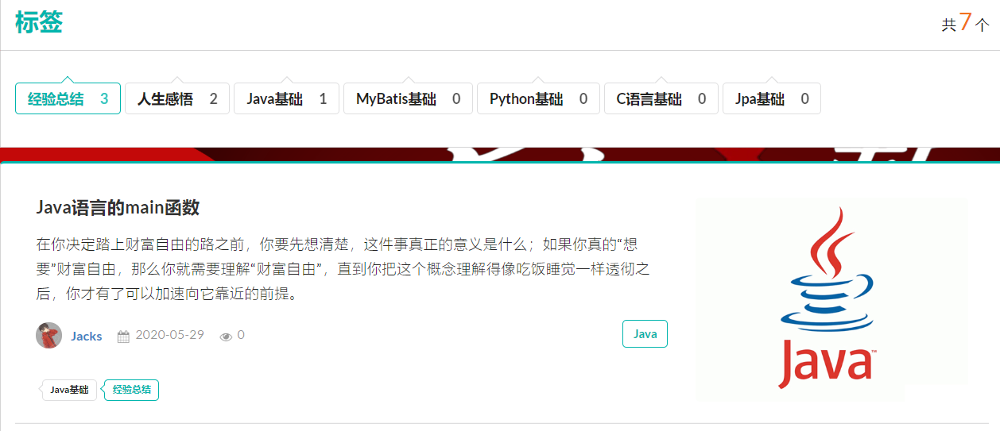 标签
共 7 个
经验总结 3 人生感悟 2 Java基础 1 MyBatis基础 0 Python基础 0 C语言基础 0 Jpa基础 0
Java语言的main函数
在你决定踏上财富自由的路之前，你要先想清楚，这件事真正的意义是什么；如果你真的“想
要”财富自由，那么你就需要理解“财富自由”，直到你把这个概念理解得像吃饭睡觉一样透彻之
后，你才有了可以加速向它靠近的前提。
Jacks 2020-05-29 0
Java
Java基础 经验总结
Java™